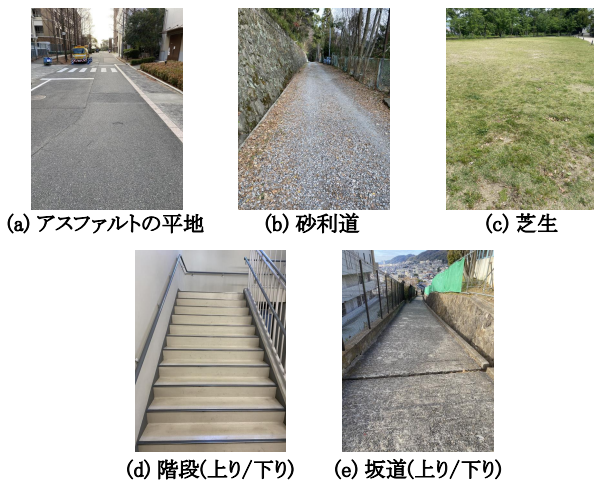 (a) アスファルトの平地
(b) 砂利道
(c) 芝生
(d) 階段(上り/下り)
(e) 坂道(上り/下り)